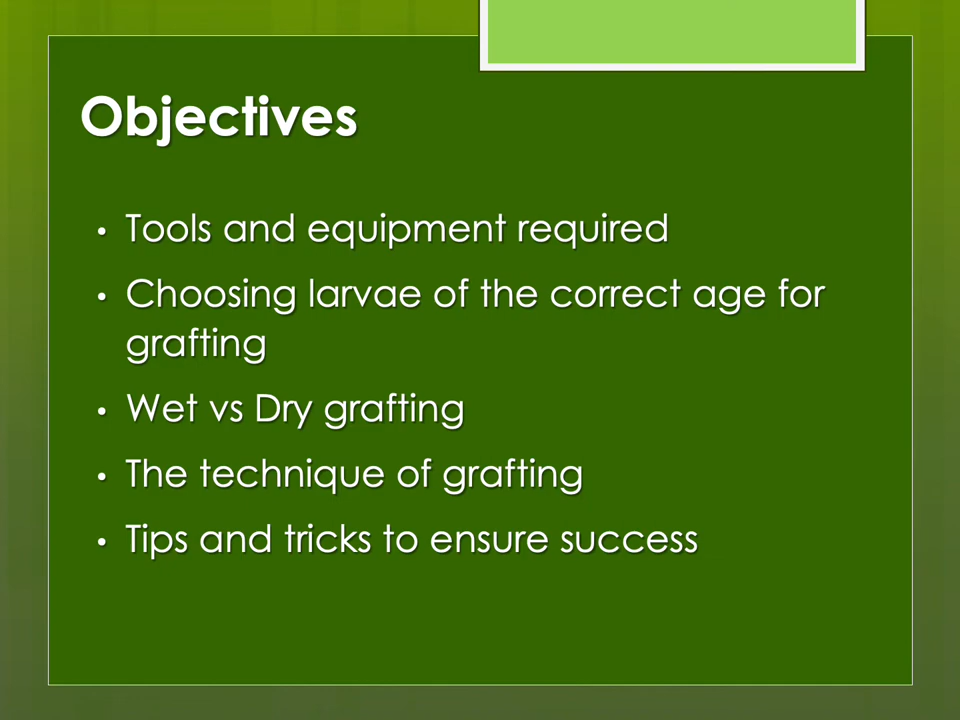 Objectives
• Tools and equipment required
• Choosing larvae of the correct age for
grafting
• Wet vs Dry grafting
• The technique of grafting
• Tips and tricks to ensure success